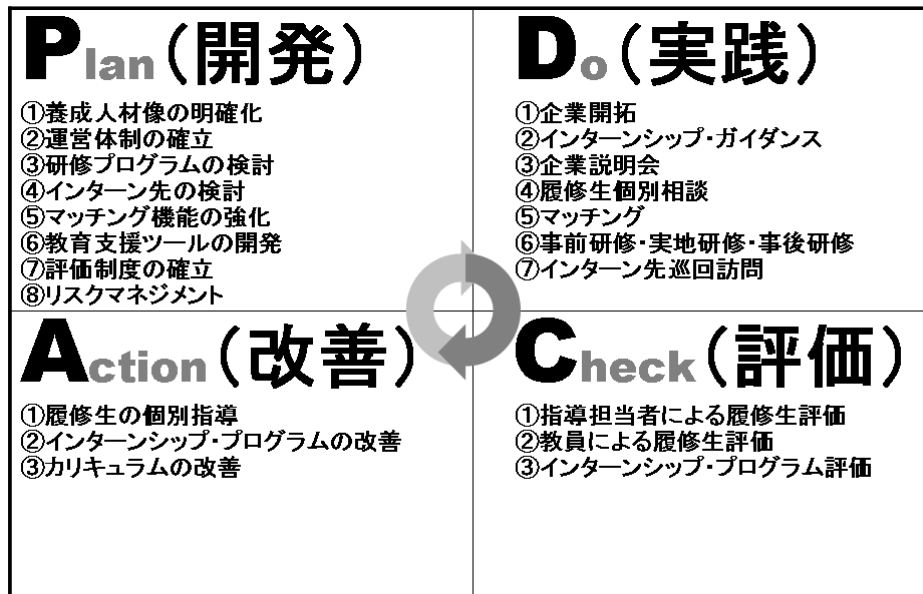 Plan(開発)
①養成人材像の明確化
②運営体制の確立
③研修プログラムの検討
④インターン先の検討
⑤マッチング機能の強化
⑥教育支援ツールの開発
⑦評価制度の確立
⑧リスクマネジメント
Do(実践)
①企業開拓
②インターンシップ・ガイダンス
③企業説明会
④履修生個別相談
⑤マッチング
⑥事前研修・実地研修・事後研修
⑦インターン先巡回訪問
Action(改善)
①履修生の個別指導
②インターンシップ・プログラムの改善
③カリキュラムの改善
Check(評価)
①指導担当者による履修生評価
②教員による履修生評価
③インターンシップ・プログラム評価